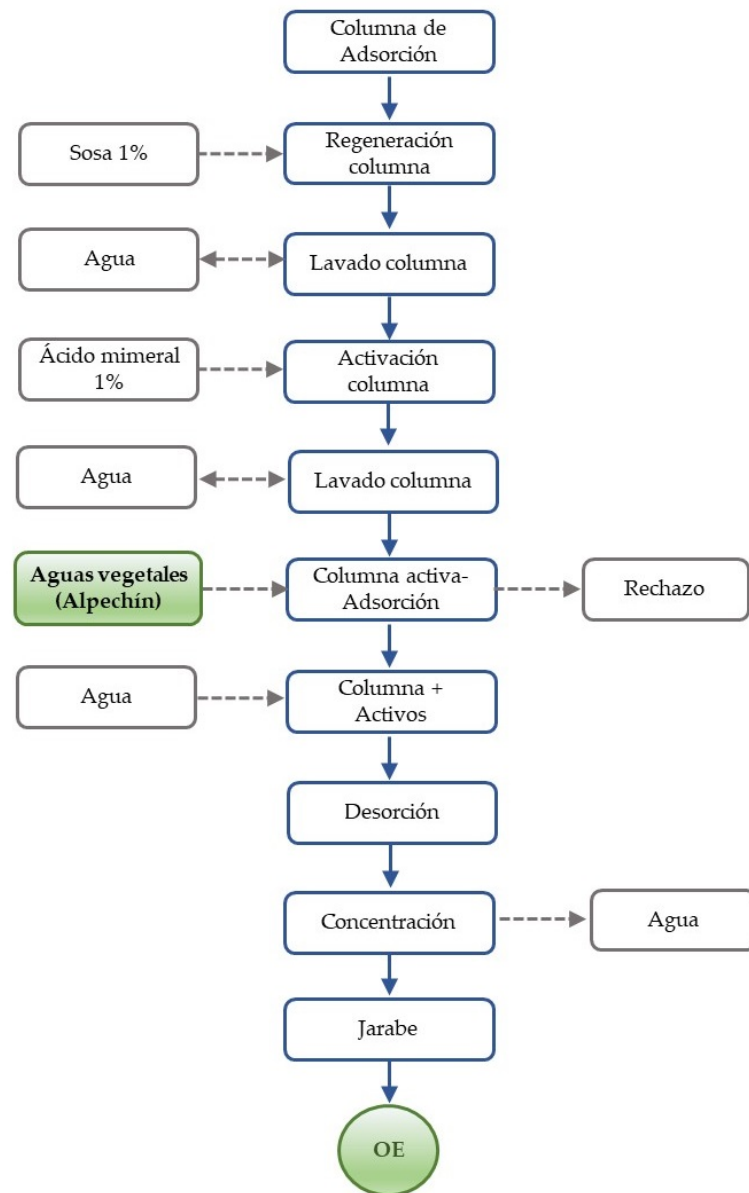 Columna de
Adsorción
Sosa 1%
Regeneración
columna
Agua
Lavado columna
Ácido mimeral
1%
Activación
columna
Agua
Lavado columna
Aguas vegetales
(Alpechín)
Columna activa-
Adsorción
Rechazo
Agua
Columna +
Activos
Desorción
Concentración
Agua
Jarabe
OE